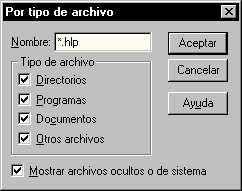 Por tipo de archivo
Nombre: *.hlp
Aceptar
Cancelar
Ayuda
Tipo de archivo
Directorios
Programas
Documentos
Otros archivos
Mostrar archivos ocultos o de sistema